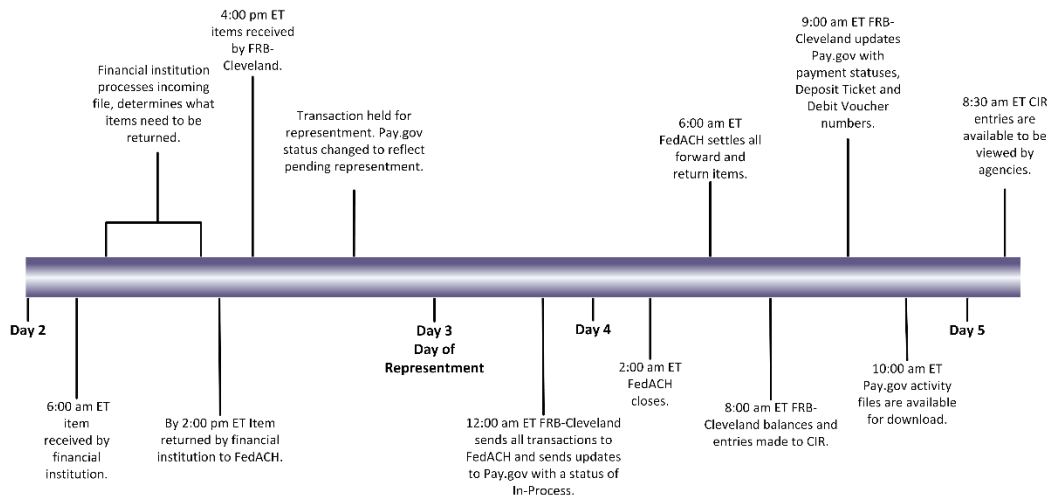 Financial institution
processes incoming
file, determines what
items need to be
returned.
4:00 pm ET
items received
by FRB-
Cleveland.
Transaction held for
representment. Pay.gov
status changed to reflect
pending representment.
6:00 am ET
FedACH settles all
forward and
return items.
9:00 am ET FRB-
Cleveland updates
Pay.gov with
payment statuses,
Deposit Ticket and
Debit Voucher
numbers.
8:30 am ET CIR
entries are
available to be
viewed by
agencies.
Day 2
6:00 am ET
item
received by
financial
institution.
By 2:00 pm ET Item
returned by financial
institution to FedACH.
Day 3
Day of
Representment
12:00 am ET FRB-Cleveland
sends all transactions to
FedACH and sends updates
to Pay.gov with a status of
In-Process.
Day 4
2:00 am ET
FedACH
closes.
8:00 am ET FRB-
Cleveland balances and
entries made to CIR.
10:00 am ET
Pay.gov activity
files are available
for download.
Day 5